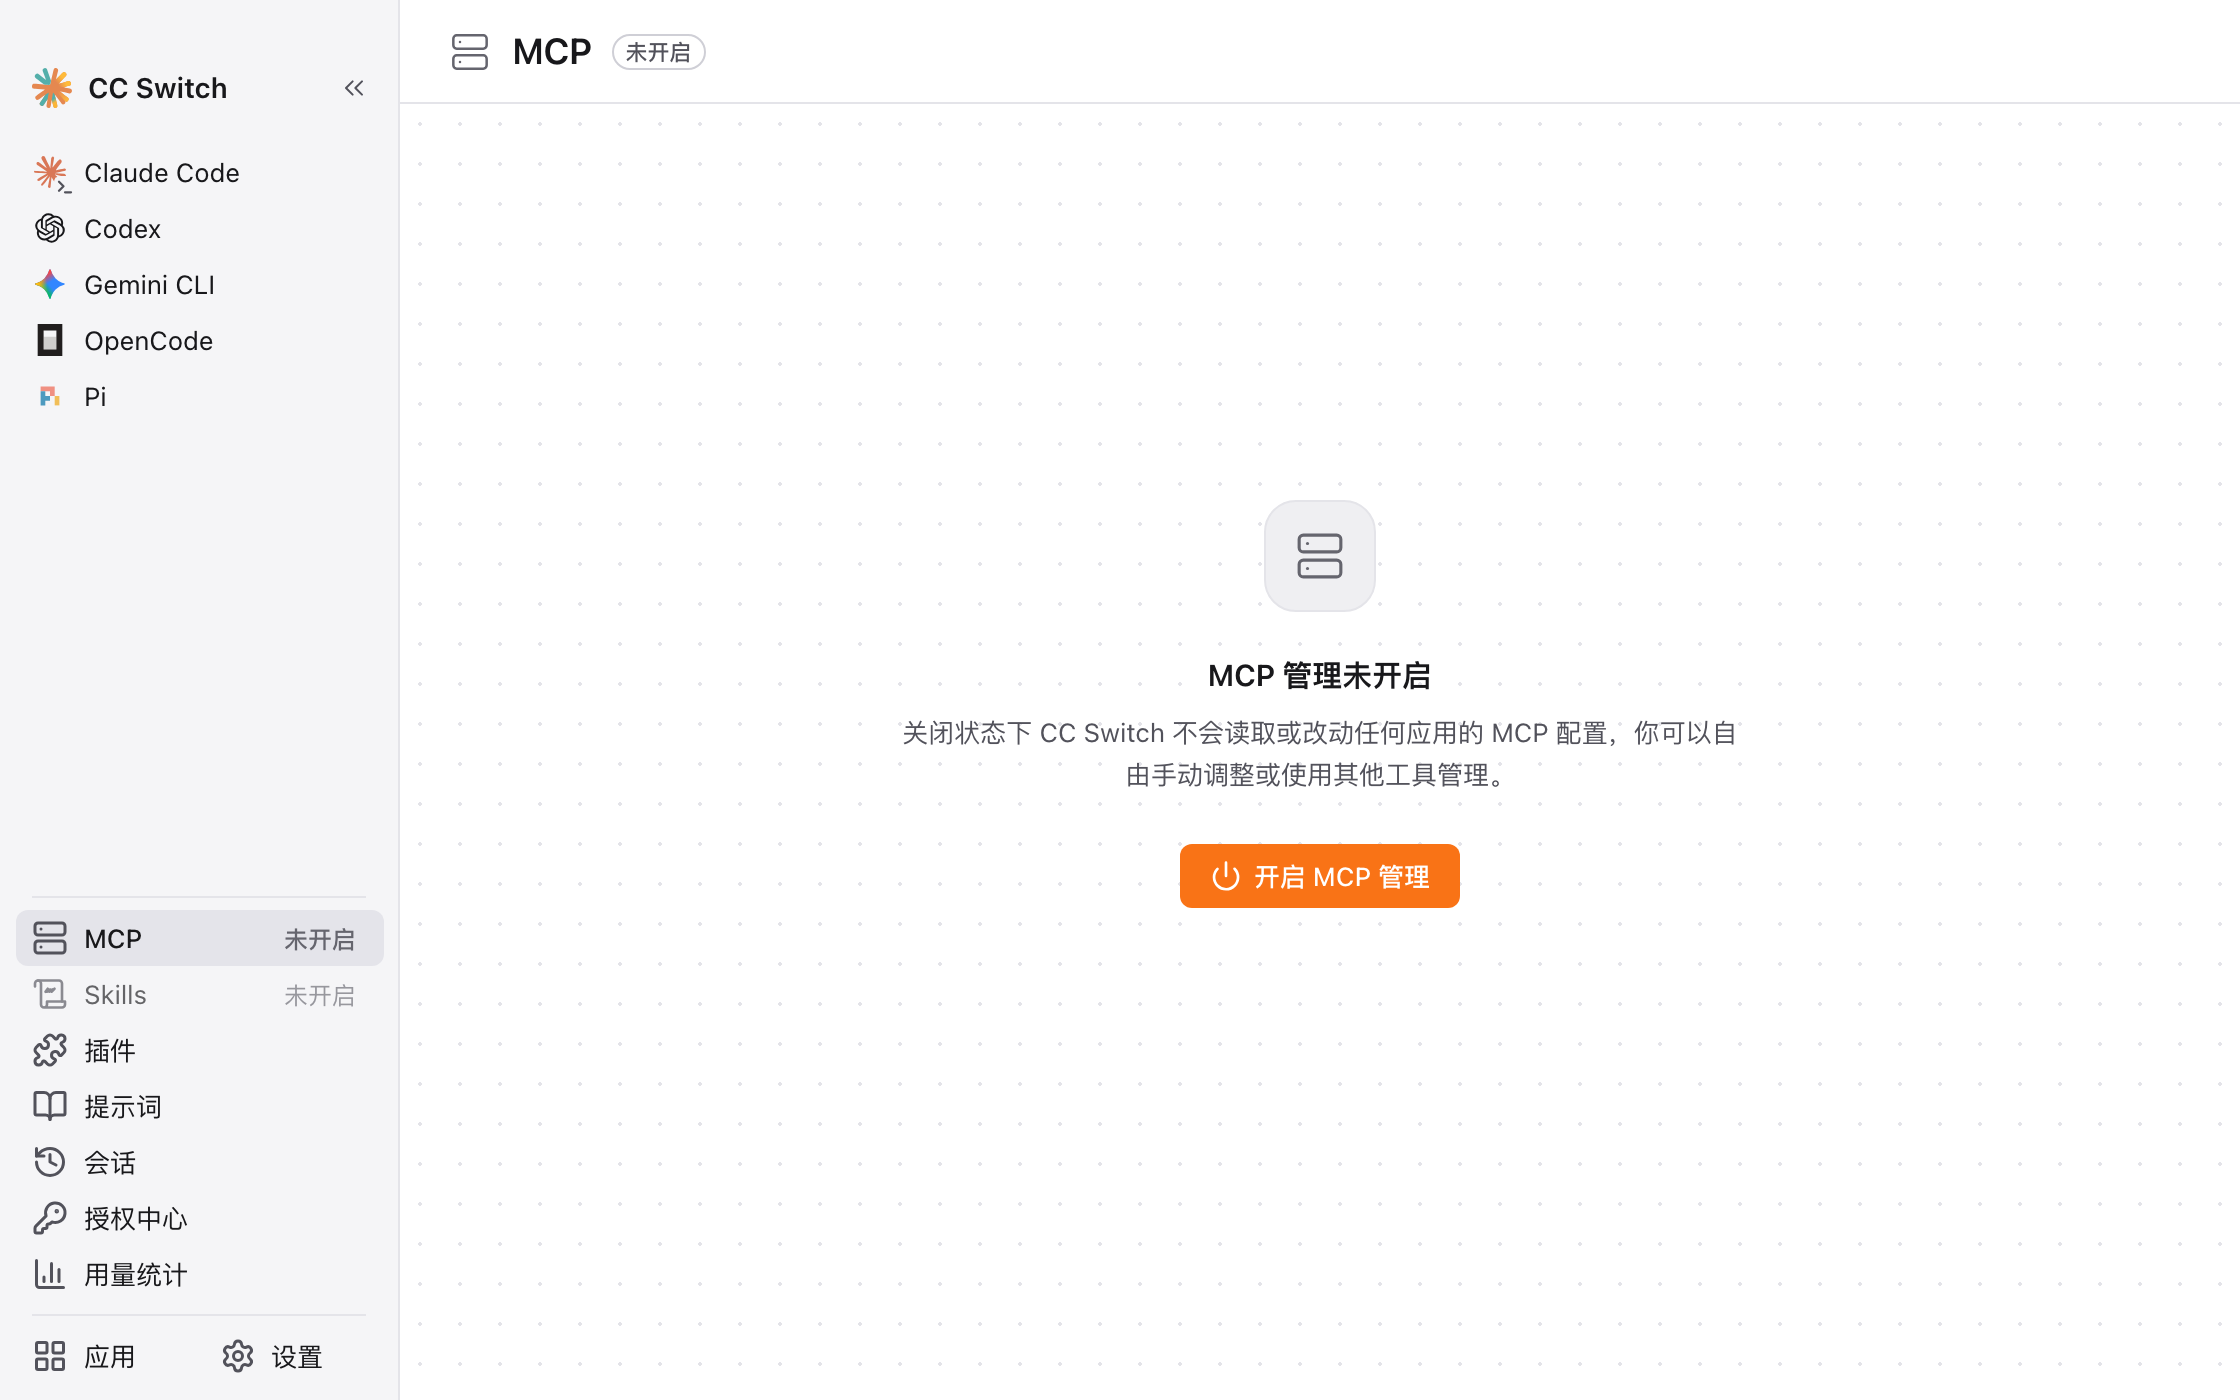 CC Switch
Claude Code
Codex
Gemini CLI
OpenCode
Pi
MCP 未开启
Skills 未开启
插件
提示词
会话
授权中心
用量统计
应用 设置
MCP 未开启
MCP 管理未开启
关闭状态下 CC Switch 不会读取或改动任何应用的 MCP 配置，你可以自
由手动调整或使用其他工具管理。
开启 MCP 管理